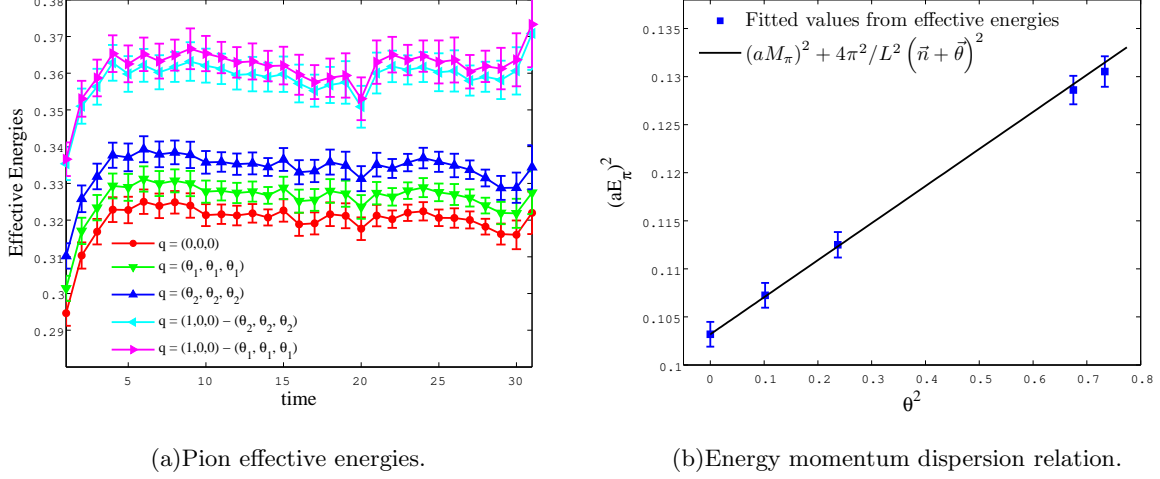 0.38
0.37
0.36
0.35
0.34
0.33
0.32
0.31
0.3
0.29
Effective Energies
q = (0,0,0)
q = (θ₁, θ₁, θ₁)
q = (θ₂, θ₂, θ₂)
q = (1,0,0) − (θ₂, θ₂, θ₂)
q = (1,0,0) − (θ₁, θ₁, θ₁)
5 10 15 20 25 30
time
(a)Pion effective energies.
Fitted values from effective energies
(aM_π)² + 4π²/L² (n⃗ + θ⃗)²
0.135
0.13
0.125
0.12
0.115
0.11
0.105
0.1
(aE_π)²
0 0.1 0.2 0.3 0.4 0.5 0.6 0.7 0.8
θ²
(b)Energy momentum dispersion relation.